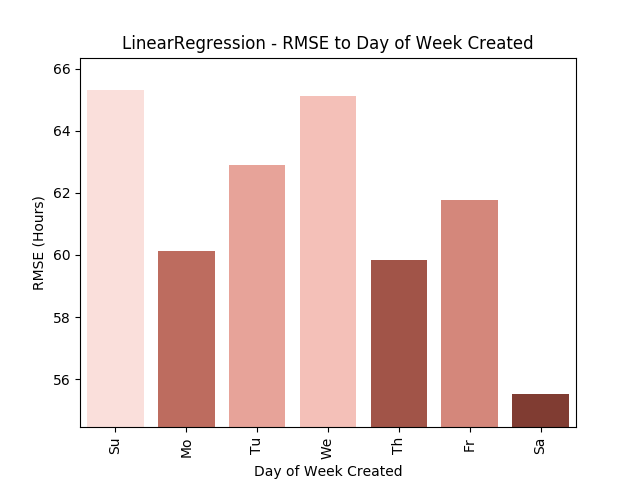 LinearRegression - RMSE to Day of Week Created
RMSE (Hours)
66
64
62
60
58
56
Su
Mo
Tu
We
Th
Fr
Sa
Day of Week Created